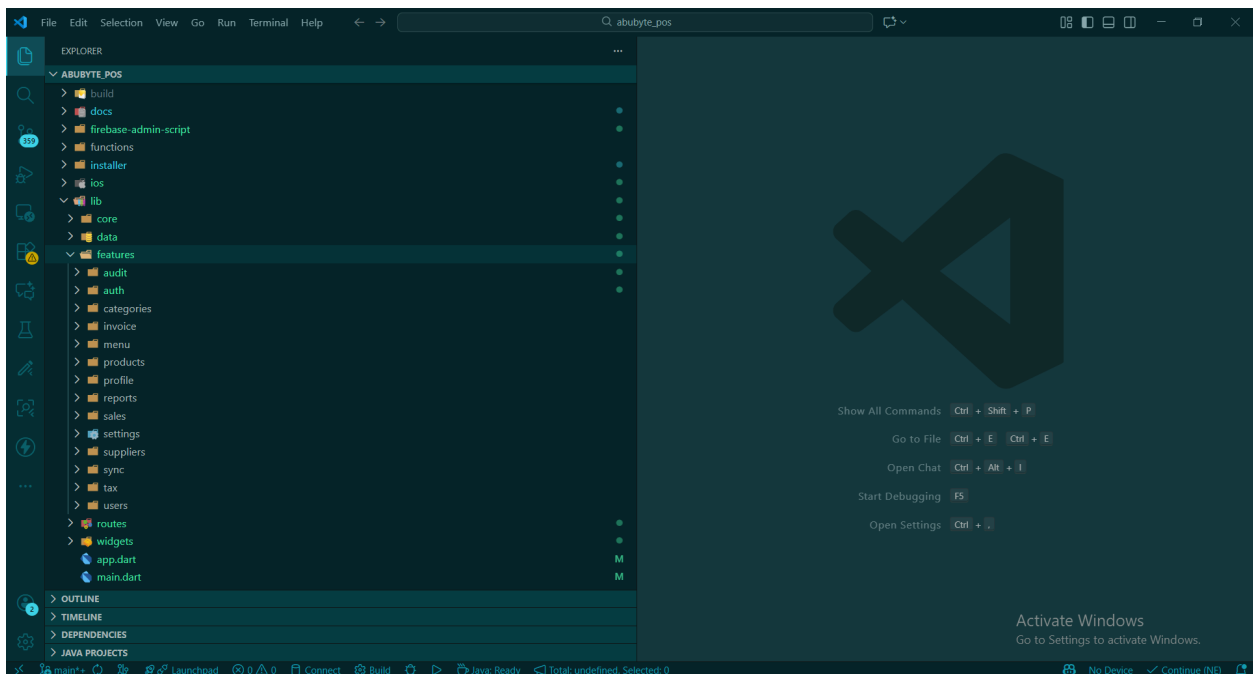 File Edit Selection View Go Run Terminal Help abubyte_pos
EXPLORER
ABUBYTE_POS
build
docs
firebase-admin-script
functions
installer
ios
lib
core
data
features
audit
auth
categories
invoice
menu
products
profile
reports
sales
settings
suppliers
sync
tax
users
routes
widgets
app.dart M
main.dart M
OUTLINE
TIMELINE
DEPENDENCIES
JAVA PROJECTS
359
2
Show All Commands Ctrl + Shift + P
Go to File Ctrl + E Ctrl + E
Open Chat Ctrl + Alt + I
Start Debugging F5
Open Settings Ctrl + ,
Activate Windows
Go to Settings to activate Windows.
main*+ Launchpad 0 0 Connect Build Java: Ready Total: undefined, Selected: 0 No Device Continue (NE)